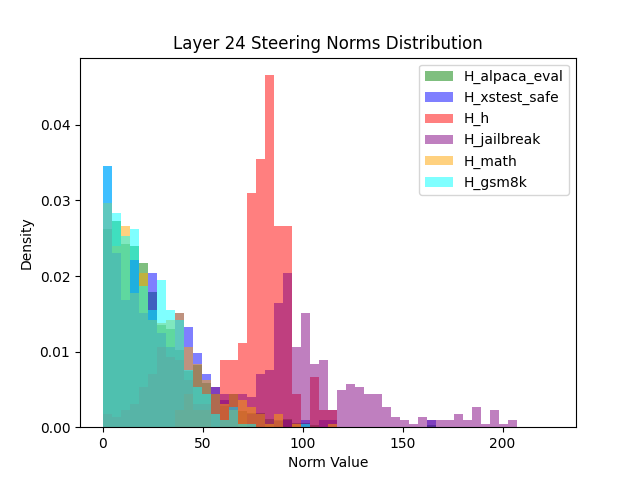 Layer 24 Steering Norms Distribution
H_alpaca_eval
H_xstest_safe
H_h
H_jailbreak
H_math
H_gsm8k
0.04
0.03
0.02
0.01
0.00
Density
0
50
100
150
200
Norm Value